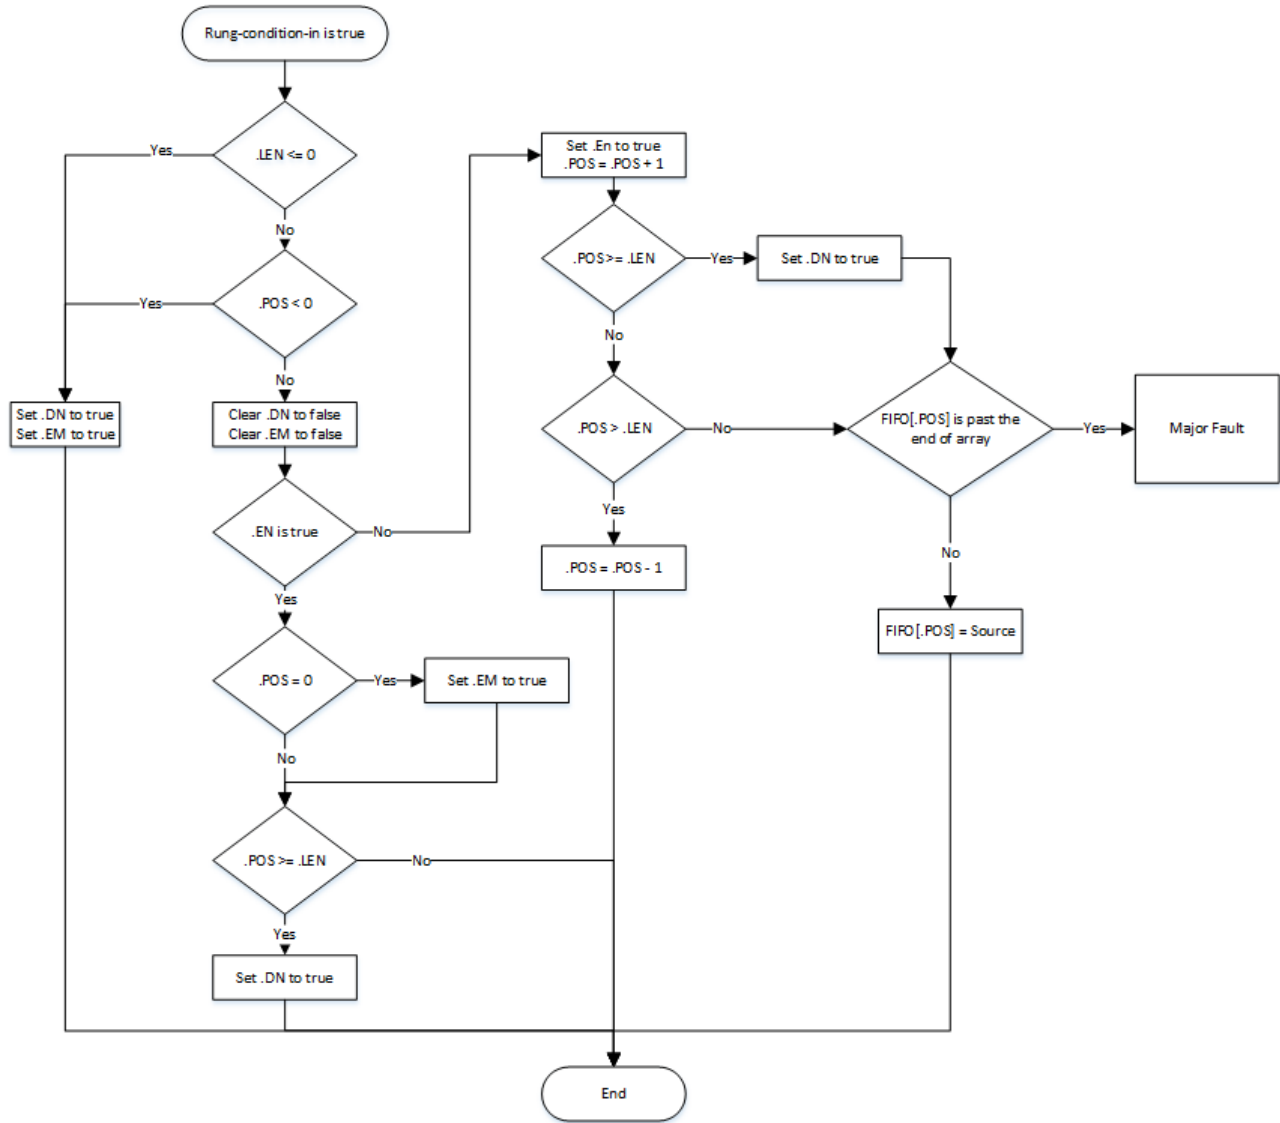 Rung-condition-in is true
.LEN <= 0
Yes
No
.POS < 0
Yes
No
Set .DN to true
Set .EM to true
Clear .DN to false
Clear .EM to false
.EN is true
No
Yes
.POS = 0
Yes
Set .EM to true
No
.POS >= .LEN
No
Yes
Set .DN to true
Set .En to true
.POS = .POS + 1
.POS >= .LEN
Yes
Set .DN to true
No
.POS > .LEN
No
Yes
.POS = .POS - 1
FIFO[.POS] is past the
end of array
Yes
Major Fault
No
FIFO[.POS] = Source
End